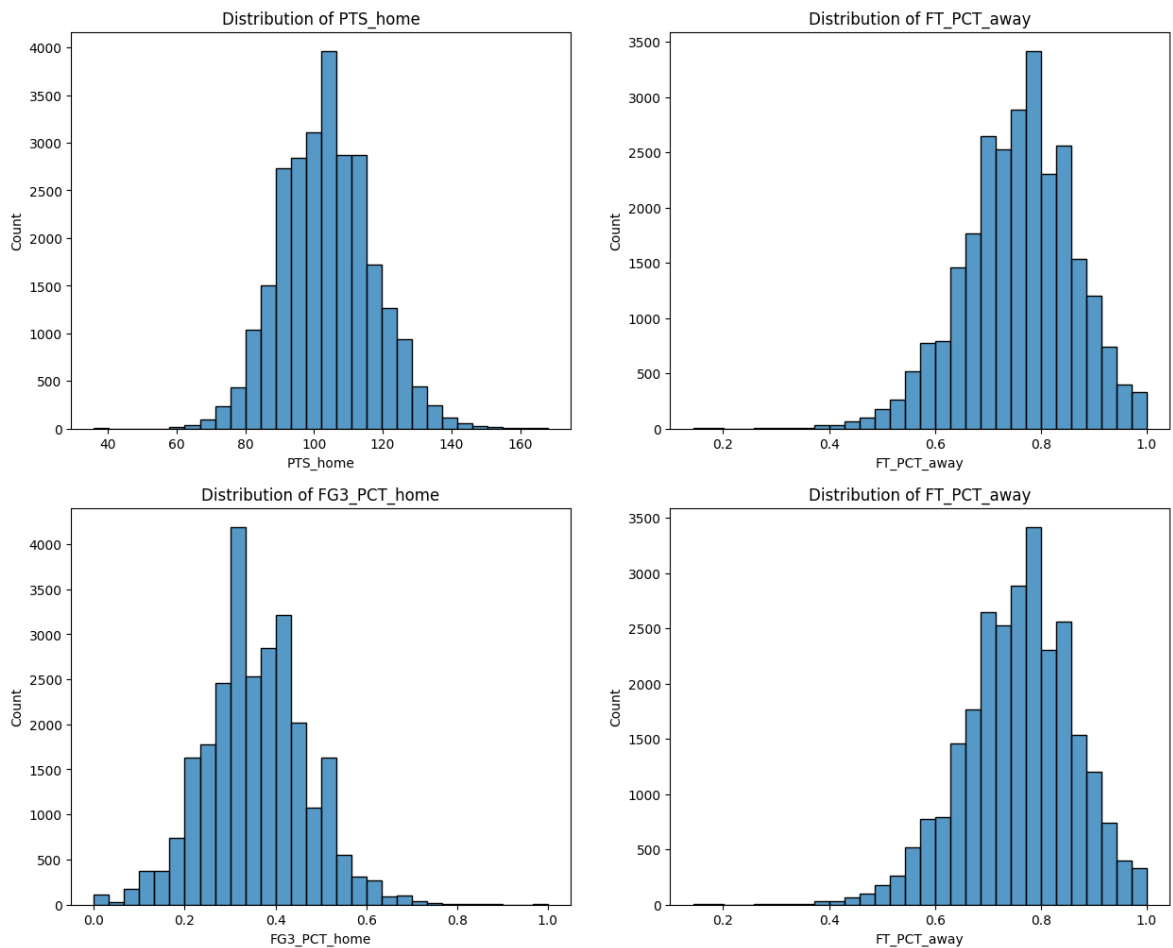 Distribution of PTS_home
4000
3500
3000
2500
2000
1500
1000
500
0
Count
40 60 80 100 120 140 160
PTS_home
Distribution of FT_PCT_away
3500
3000
2500
2000
1500
1000
500
0
Count
0.2 0.4 0.6 0.8 1.0
FT_PCT_away
Distribution of FG3_PCT_home
4000
3500
3000
2500
2000
1500
1000
500
0
Count
0.0 0.2 0.4 0.6 0.8 1.0
FG3_PCT_home
Distribution of FT_PCT_away
3500
3000
2500
2000
1500
1000
500
0
Count
0.2 0.4 0.6 0.8 1.0
FT_PCT_away